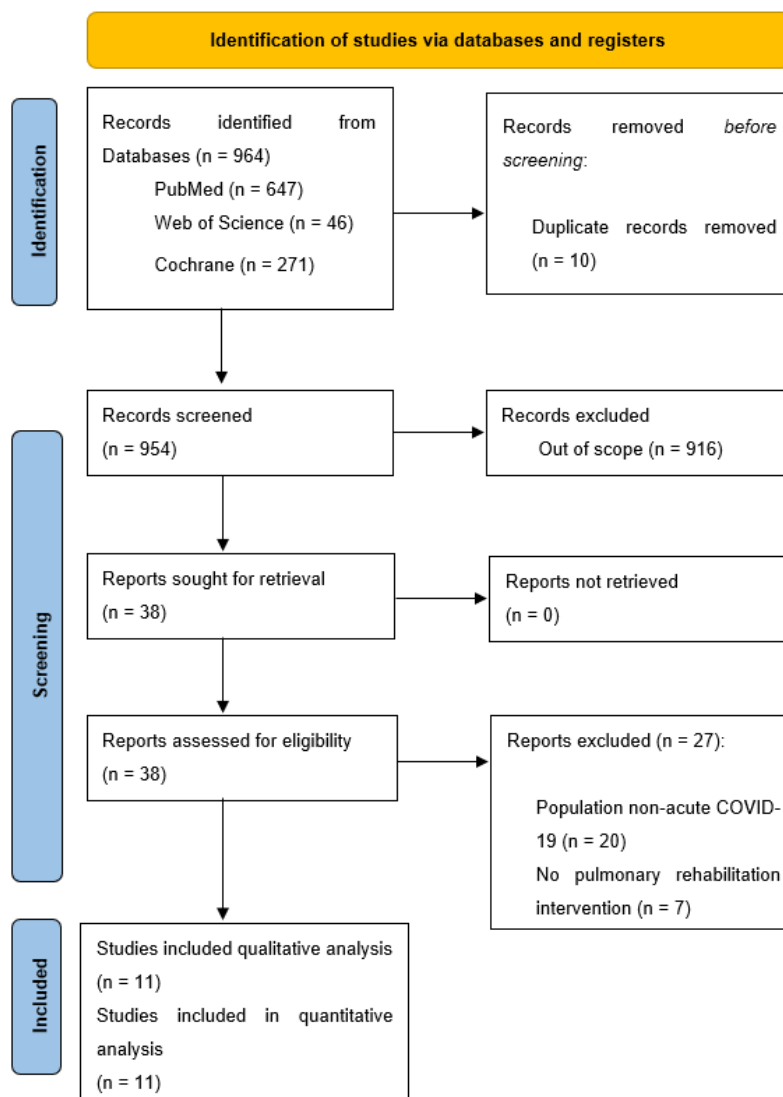 Identification of studies via databases and registers
Identification
Records identified from
Databases (n = 964)
PubMed (n = 647)
Web of Science (n = 46)
Cochrane (n = 271)
Records removed before
screening:
Duplicate records removed
(n = 10)
Screening
Records screened
(n = 954)
Records excluded
Out of scope (n = 916)
Reports sought for retrieval
(n = 38)
Reports not retrieved
(n = 0)
Reports assessed for eligibility
(n = 38)
Reports excluded (n = 27):
Population non-acute COVID-
19 (n = 20)
No pulmonary rehabilitation
intervention (n = 7)
Included
Studies included qualitative analysis
(n = 11)
Studies included in quantitative
analysis
(n = 11)